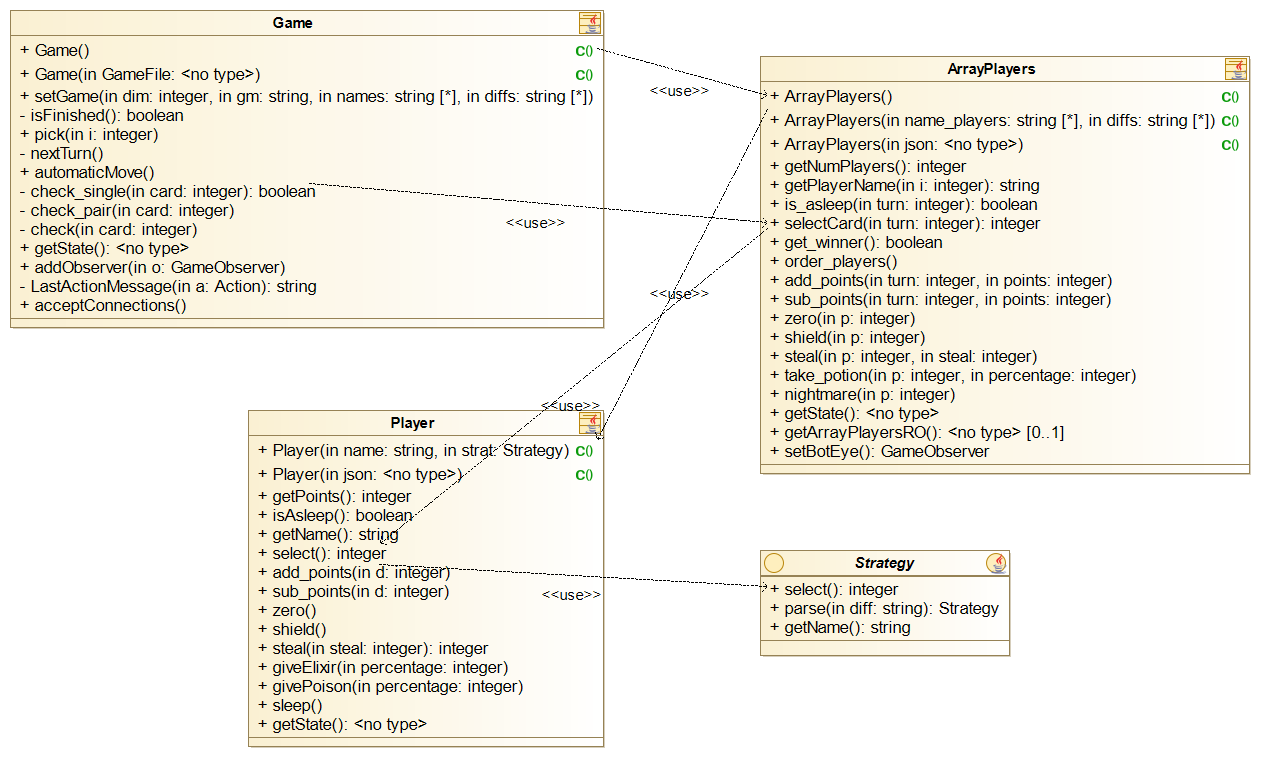 Game
+ Game() C()
+ Game(in GameFile: <no type>) C()
+ setGame(in dim: integer, in gm: string, in names: string [*], in diffs: string [*])
- isFinished(): boolean
+ pick(in i: integer)
- nextTurn()
+ automaticMove()
- check_single(in card: integer): boolean
- check_pair(in card: integer)
- check(in card: integer)
+ getState(): <no type>
+ addObserver(in o: GameObserver)
- LastActionMessage(in a: Action): string
+ acceptConnections()
<<use>>
<<use>>
<<use>>
<<use>>
<<use>>
ArrayPlayers
+ ArrayPlayers() C()
+ ArrayPlayers(in name_players: string [*], in diffs: string [*]) C()
+ ArrayPlayers(in json: <no type>) C()
+ getNumPlayers(): integer
+ getPlayerName(in i: integer): string
+ is_asleep(in turn: integer): boolean
+ selectCard(in turn: integer): integer
+ get_winner(): boolean
+ order_players()
+ add_points(in turn: integer, in points: integer)
+ sub_points(in turn: integer, in points: integer)
+ zero(in p: integer)
+ shield(in p: integer)
+ steal(in p: integer, in steal: integer)
+ take_potion(in p: integer, in percentage: integer)
+ nightmare(in p: integer)
+ getState(): <no type>
+ getArrayPlayersRO(): <no type> [0..1]
+ setBotEye(): GameObserver
Player
+ Player(in name: string, in strat: Strategy) C()
+ Player(in json: <no type>) C()
+ getPoints(): integer
+ isAsleep(): boolean
+ getName(): string
+ select(): integer
+ add_points(in d: integer)
+ sub_points(in d: integer)
+ zero()
+ shield()
+ steal(in steal: integer): integer
+ giveElixir(in percentage: integer)
+ givePoison(in percentage: integer)
+ sleep()
+ getState(): <no type>
Strategy
+ select(): integer
+ parse(in diff: string): Strategy
+ getName(): string